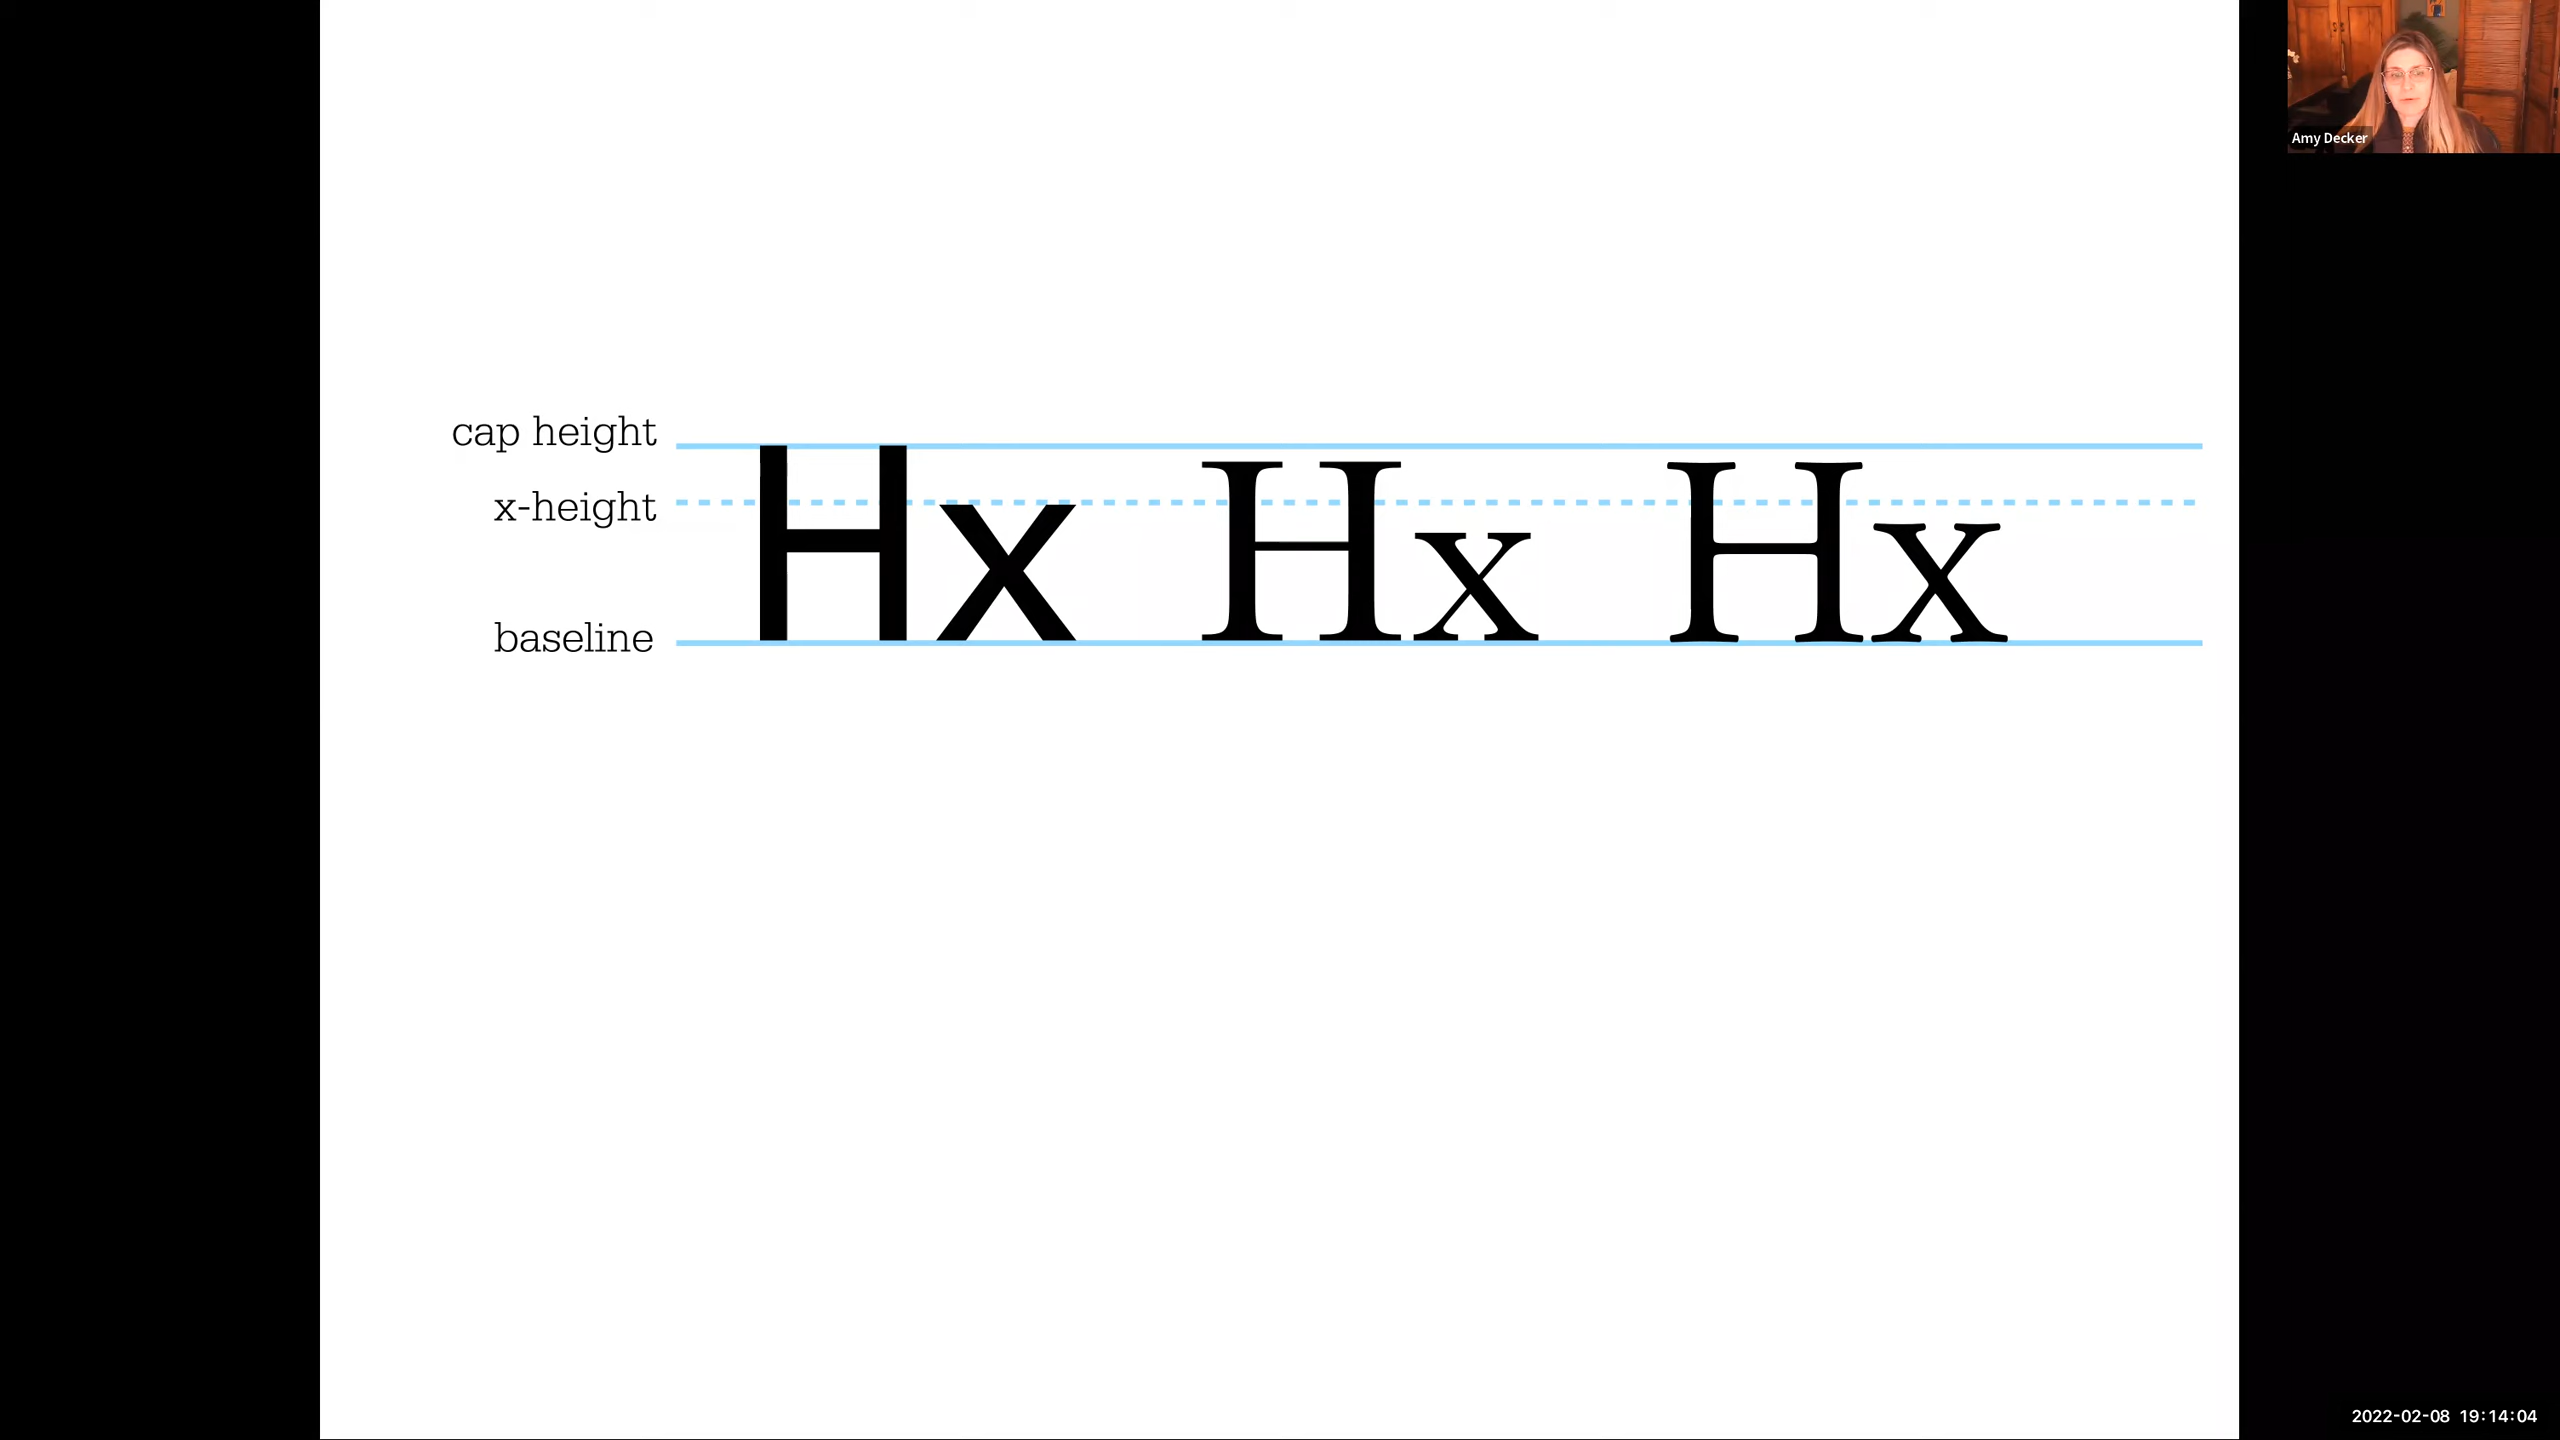 Amy Decker
cap height
x-height
baseline
Hx Hx Hx
2022-02-08 19:14:04